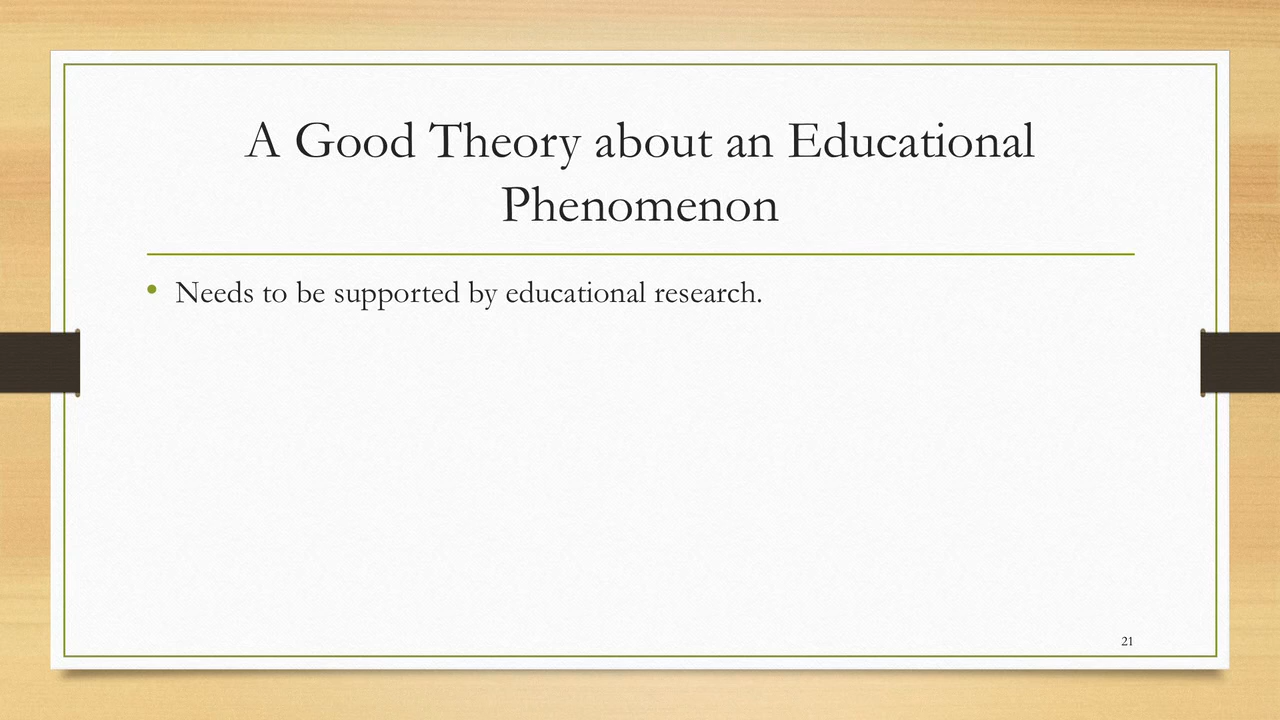 A Good Theory about an Educational
Phenomenon
• Needs to be supported by educational research.
21